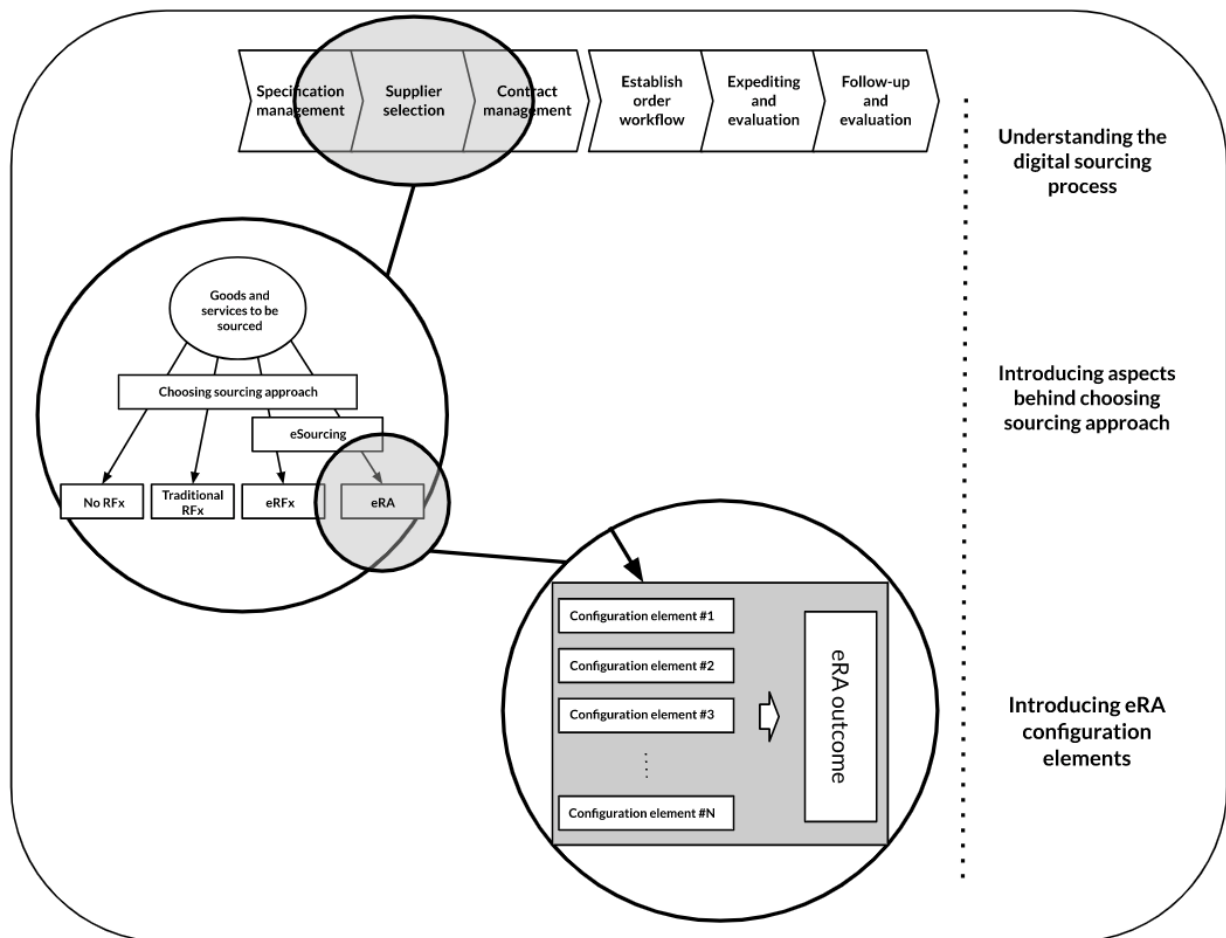 Specification
management
Supplier
selection
Contract
management
Establish
order
workflow
Expediting
and
evaluation
Follow-up
and
evaluation
Understanding the
digital sourcing
process
Goods and
services to be
sourced
Choosing sourcing approach
eSourcing
No RFx
Traditional
RFx
eRFx
eRA
Introducing aspects
behind choosing
sourcing approach
Configuration element #1
Configuration element #2
Configuration element #3
Configuration element #N
eRA outcome
Introducing eRA
configuration
elements